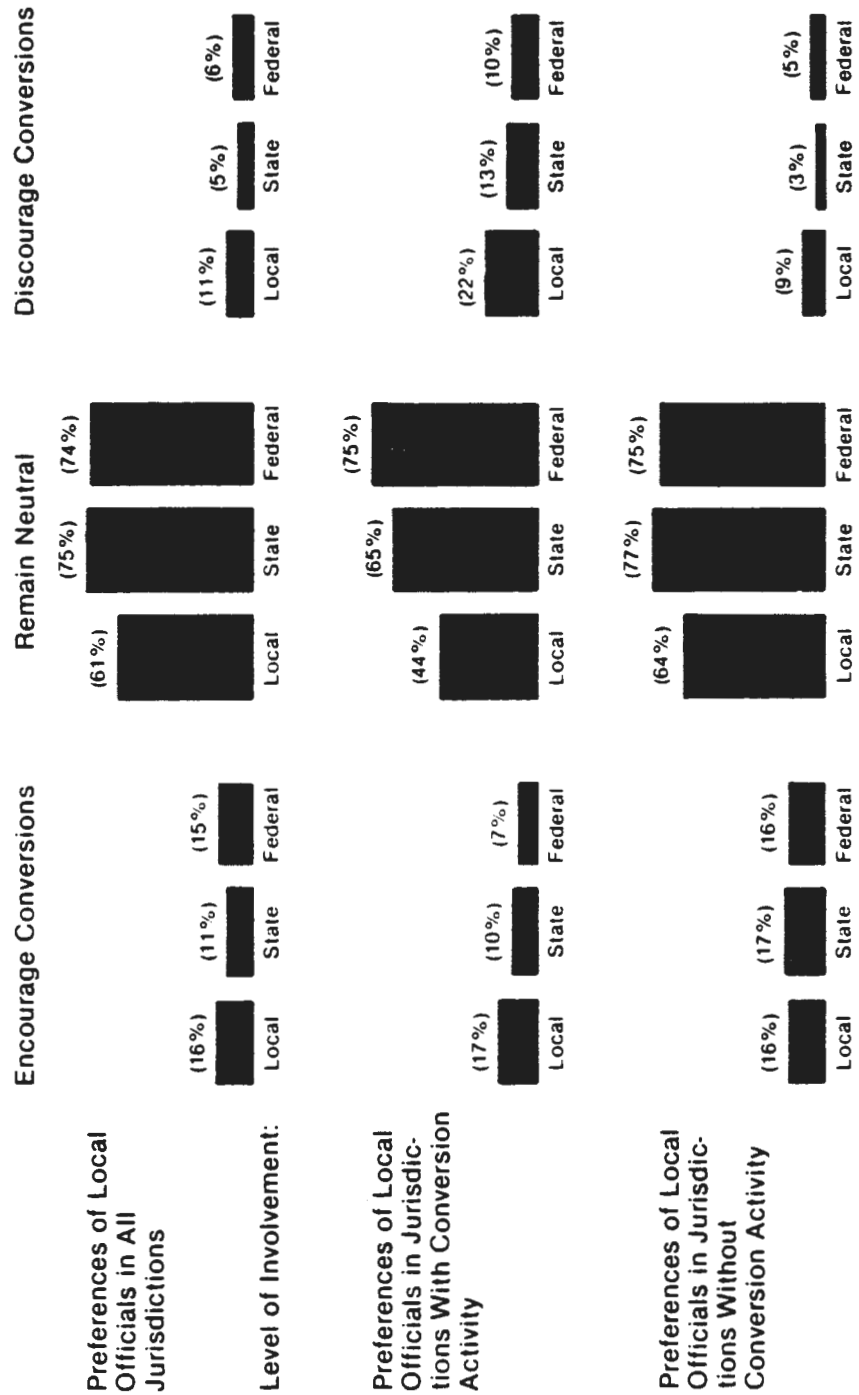 Encourage Conversions
Remain Neutral
Discourage Conversions
Preferences of Local
Officials in All
Jurisdictions
(16%)
(11%)
(15%)
(61%)
(75%)
(74%)
(11%)
(5%)
(6%)
Level of Involvement:
Local
State
Federal
Local
State
Federal
Local
State
Federal
Preferences of Local
Officials in Jurisdic-
tions With Conversion
Activity
(17%)
(10%)
(7%)
(44%)
(65%)
(75%)
(22%)
(13%)
(10%)
Local
State
Federal
Local
State
Federal
Local
State
Federal
Preferences of Local
Officials in Jurisdic-
tions Without
Conversion Activity
(16%)
(17%)
(16%)
(64%)
(77%)
(75%)
(9%)
(3%)
(5%)
Local
State
Federal
Local
State
Federal
Local
State
Federal